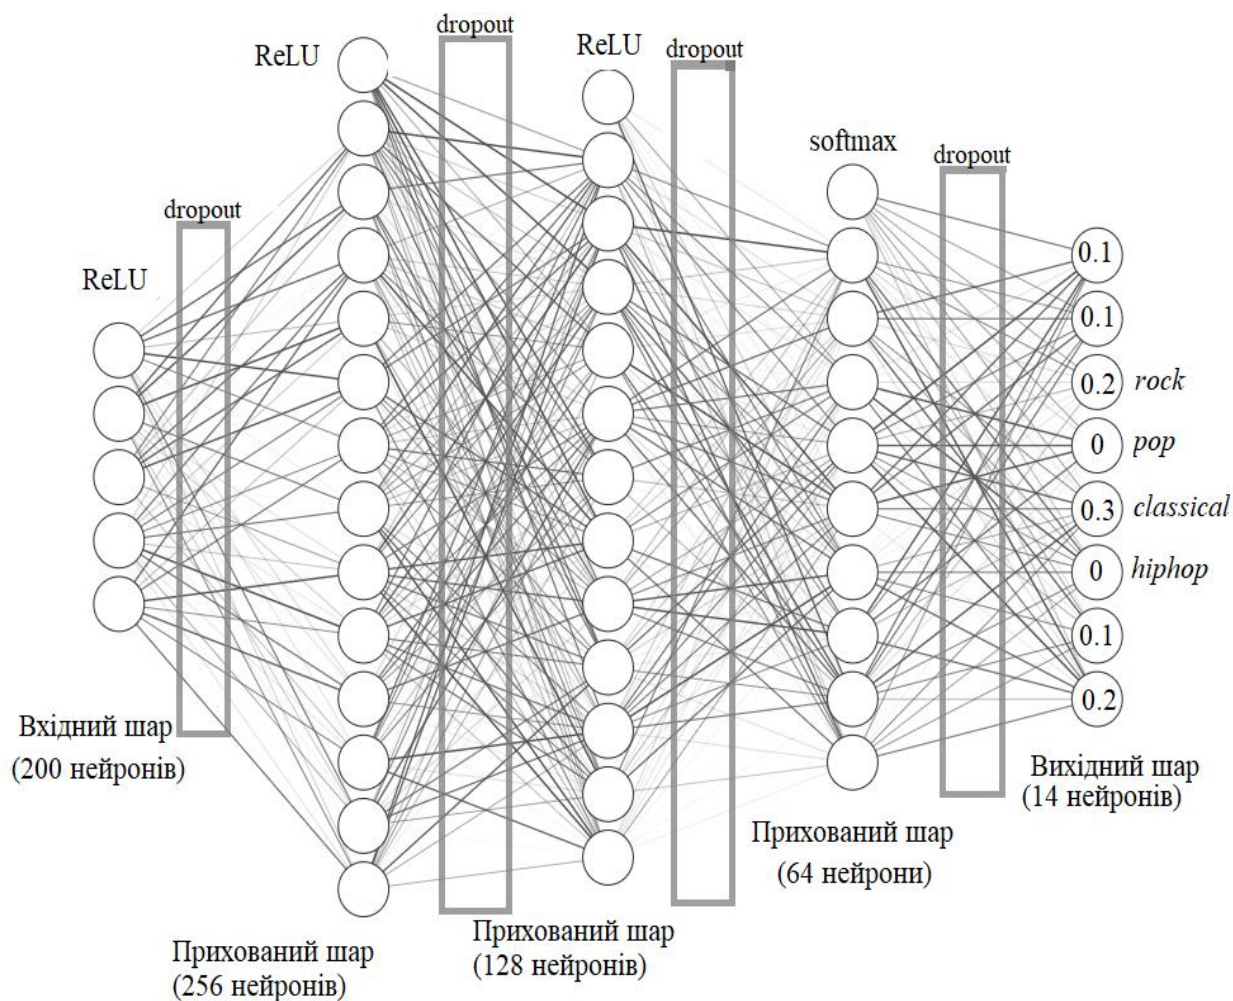 dropout
ReLU
ReLU
dropout
softmax
dropout
dropout
ReLU
0.1
0.1
0.2 rock
0 pop
0.3 classical
0 hiphop
0.1
0.2
Вхідний шар
(200 нейронів)
Вихідний шар
(14 нейронів)
Прихований шар
(64 нейрони)
Прихований шар
(128 нейронів)
Прихований шар
(256 нейронів)